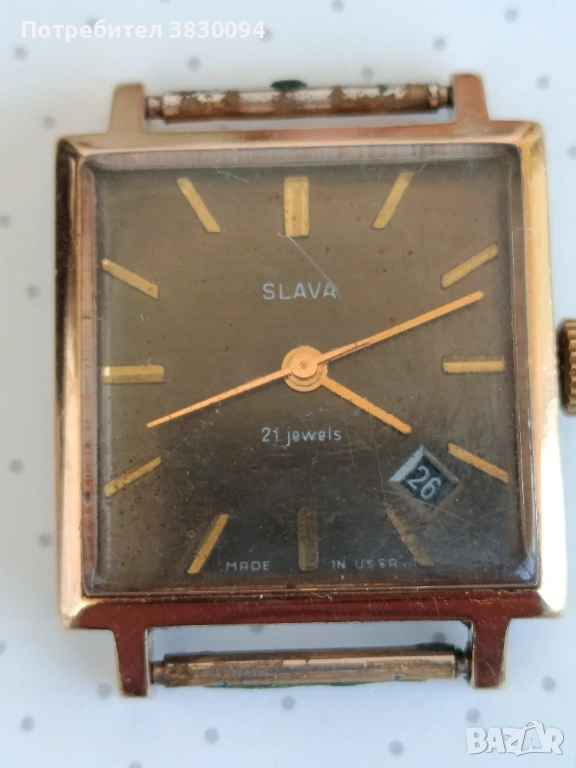 Потребител 3830094
SLAVA
21 jewels
26
MADE IN USSR
BAZAR